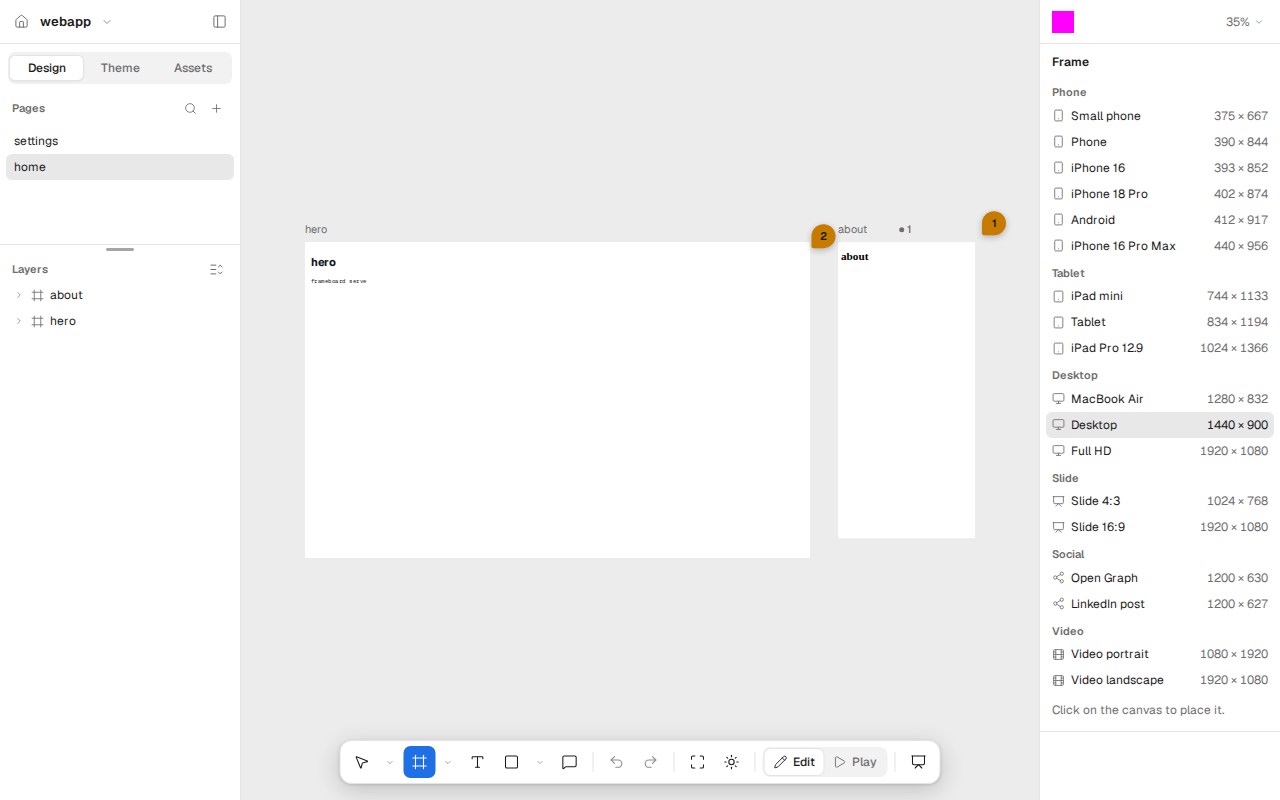 webapp
Design Theme Assets
Pages
settings
home
Layers
about
hero
hero
2
about
1
1
hero
frameboard serve
about
Edit Play
35%
Frame
Phone
Small phone 375 × 667
Phone 390 × 844
iPhone 16 393 × 852
iPhone 18 Pro 402 × 874
Android 412 × 917
iPhone 16 Pro Max 440 × 956
Tablet
iPad mini 744 × 1133
Tablet 834 × 1194
iPad Pro 12.9 1024 × 1366
Desktop
MacBook Air 1280 × 832
Desktop 1440 × 900
Full HD 1920 × 1080
Slide
Slide 4:3 1024 × 768
Slide 16:9 1920 × 1080
Social
Open Graph 1200 × 630
LinkedIn post 1200 × 627
Video
Video portrait 1080 × 1920
Video landscape 1920 × 1080
Click on the canvas to place it.